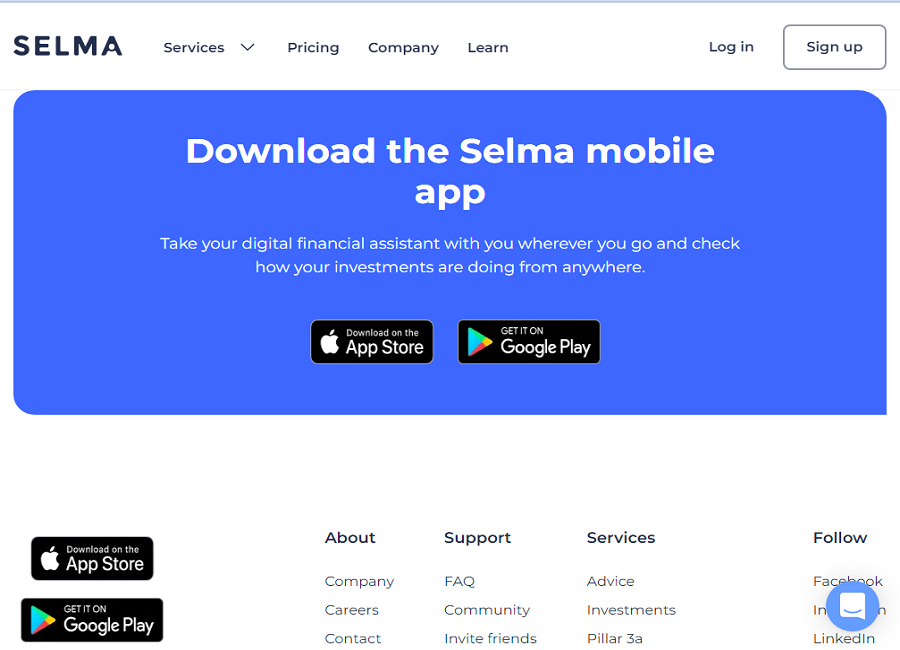 SELMA
Services
Pricing
Company
Learn
Log in
Sign up
Download the Selma mobile
app
Take your digital financial assistant with you wherever you go and check
how your investments are doing from anywhere.
Download on the
App Store
GET IT ON
Google Play
Download on the
App Store
GET IT ON
Google Play
About
Company
Careers
Contact
Support
FAQ
Community
Invite friends
Services
Advice
Investments
Pillar 3a
Follow
Facebook
LinkedIn